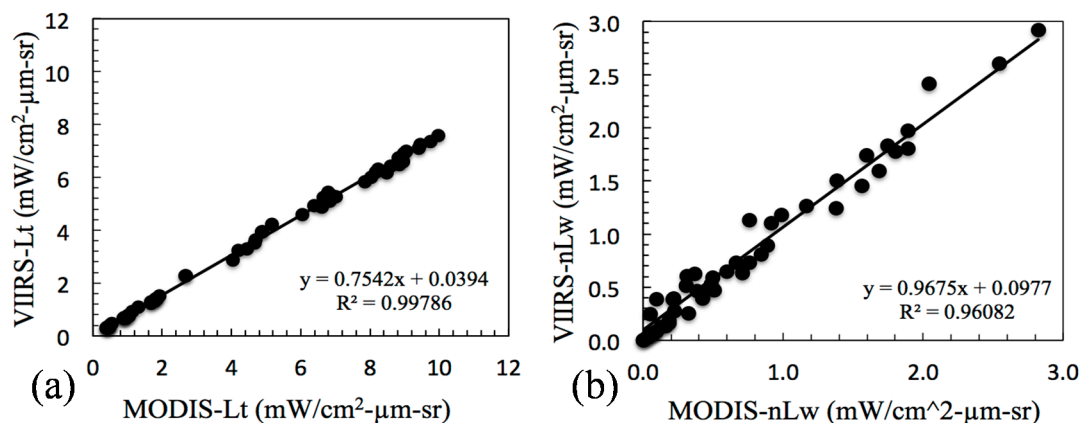 12
10
8
6
4
2
0
VIIRS-Lt (mW/cm²-µm-sr)
y = 0.7542x + 0.0394
R² = 0.99786
0 2 4 6 8 10 12
(a)
MODIS-Lt (mW/cm²-µm-sr)
3.0
2.5
2.0
1.5
1.0
0.5
0.0
VIIRS-nLw (mW/cm²-µm-sr)
y = 0.9675x + 0.0977
R² = 0.96082
0.0 1.0 2.0 3.0
(b)
MODIS-nLw (mW/cm^2-µm-sr)